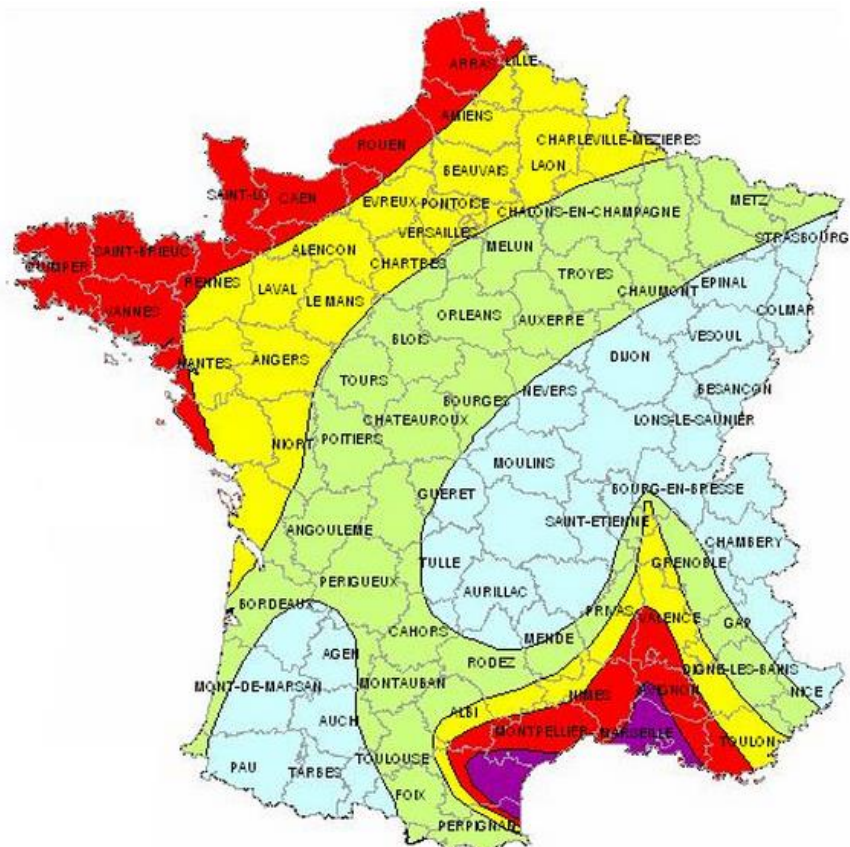 ARRAS
LILLE
AMIENS
ROUEN
CHARLEVILLE-MEZIERES
BEAUVAIS
LAON
SAINT-LO
CAEN
EVREUX
PONTOISE
CHALONS-EN-CHAMPAGNE
METZ
VERSAILLES
STRASBOURG
SAINT-BRIEUC
ALENCON
MELUN
QUIMPER
CHARTRES
TROYES
RENNES
LAVAL
LE MANS
CHAUMONT
EPINAL
VANNES
ORLEANS
AUXERRE
COLMAR
BLOIS
VESOUL
NANTES
ANGERS
DIJON
TOURS
NEVERS
BESANCON
BOURGES
CHATEAUROUX
LONS-LE-SAUNIER
NIORT
POITIERS
MOULINS
GUERET
BOURG-EN-BRESSE
SAINT-ETIENNE
ANGOULEME
CHAMBERY
TULLE
GRENOBLE
PERIGUEUX
AURILLAC
BORDEAUX
PRIVAS
VALENCE
GAP
CAHORS
MENDE
AGEN
RODEZ
DIGNE-LES-BAINS
MONT-DE-MARSAN
MONTAUBAN
NIMES
AVIGNON
NICE
ALBI
AUCH
MONTPELLIER
MARSEILLE
TOULON
TOULOUSE
PAU
TARBES
FOIX
PERPIGNAN